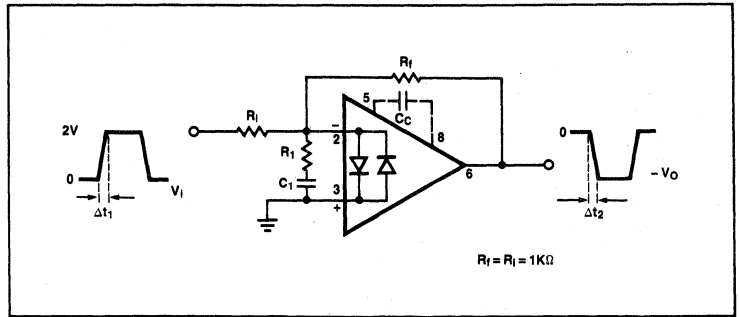 Rf
5
CC
8
Ri
2V
−
2
R1
0
6
0
C1
3
Vi
+
−VO
Δt1
Δt2
Rf = Ri = 1KΩ